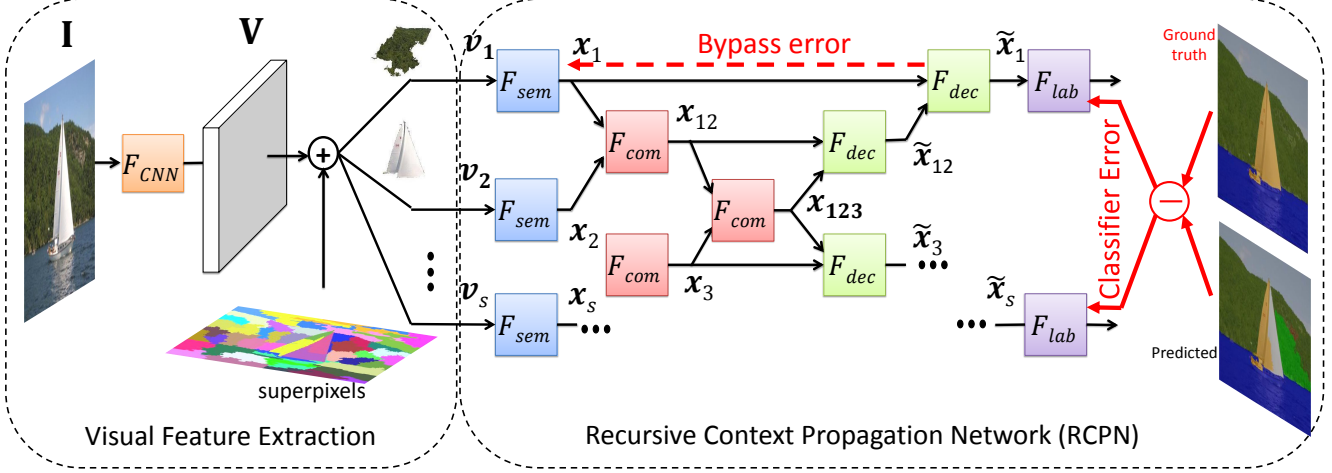 I
V
F_CNN
+
superpixels
Visual Feature Extraction
v́_1
F_sem
x_1
Bypass error
F_dec
x̃_1
F_lab
Ground
truth
F_com
x_12
F_dec
x̃_12
v_2
F_sem
x_2
F_com
x_123
F_com
x_3
F_dec
x̃_3
...
Classifier Error
−
v_s
F_sem
x_s
...
...
x̃_s
F_lab
Predicted
Recursive Context Propagation Network (RCPN)